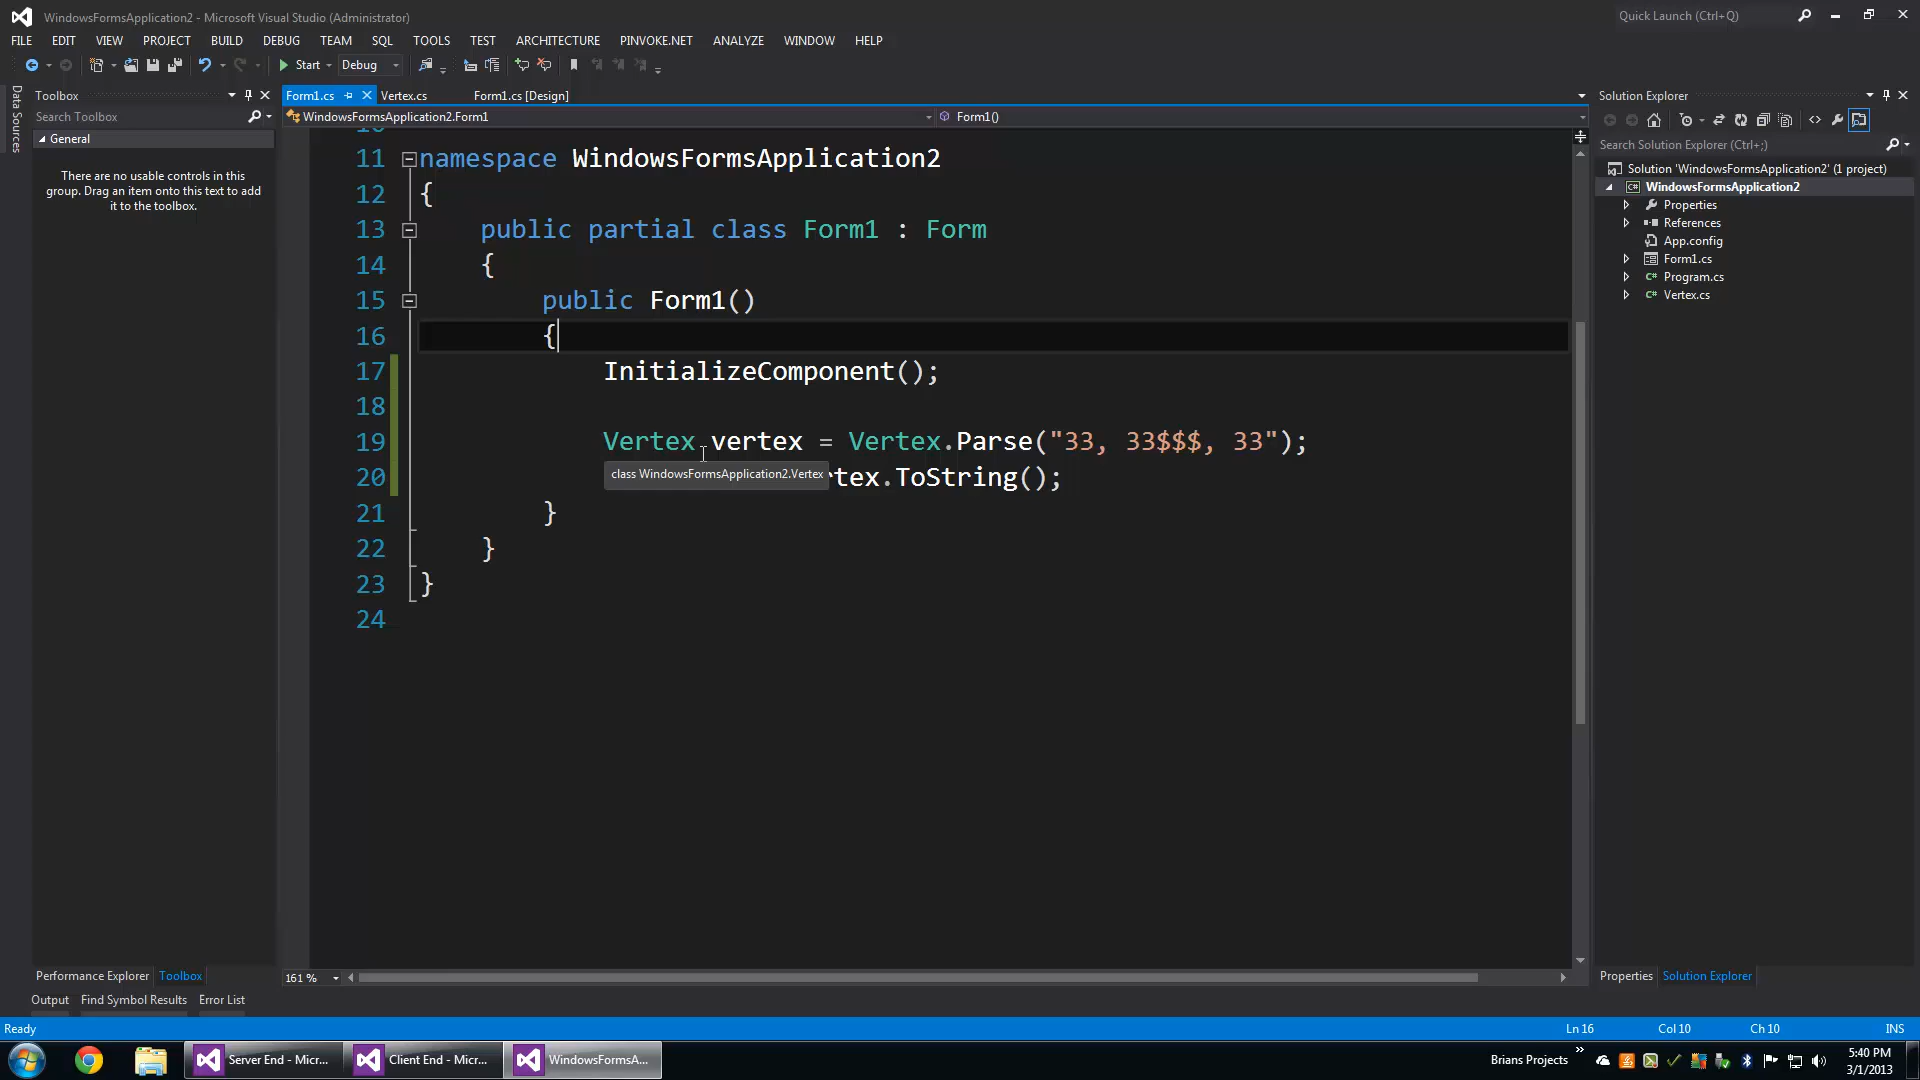 WindowsFormsApplication2 - Microsoft Visual Studio (Administrator)
Quick Launch (Ctrl+Q)
FILE EDIT VIEW PROJECT BUILD DEBUG TEAM SQL TOOLS TEST ARCHITECTURE PINVOKE.NET ANALYZE WINDOW HELP
Start Debug
Data Sources
Toolbox
Search Toolbox
General
There are no usable controls in this
group. Drag an item onto this text to add
it to the toolbox.
Form1.cs Vertex.cs Form1.cs [Design]
WindowsFormsApplication2.Form1 Form1()
11 namespace WindowsFormsApplication2
12 {
13 public partial class Form1 : Form
14 {
15 public Form1()
16 {
17 InitializeComponent();
18
19 Vertex vertex = Vertex.Parse("33, 33$$$, 33");
20 rtex.ToString();
class WindowsFormsApplication2.Vertex
21 }
22 }
23 }
24
161 %
Solution Explorer
Search Solution Explorer (Ctrl+;)
Solution 'WindowsFormsApplication2' (1 project)
WindowsFormsApplication2
Properties
References
App.config
Form1.cs
Program.cs
Vertex.cs
Performance Explorer Toolbox
Properties Solution Explorer
Output Find Symbol Results Error List
Ready Ln 16 Col 10 Ch 10 INS
Server End - Micr... Client End - Micr... WindowsFormsA...
Brians Projects
5:40 PM
3/1/2013